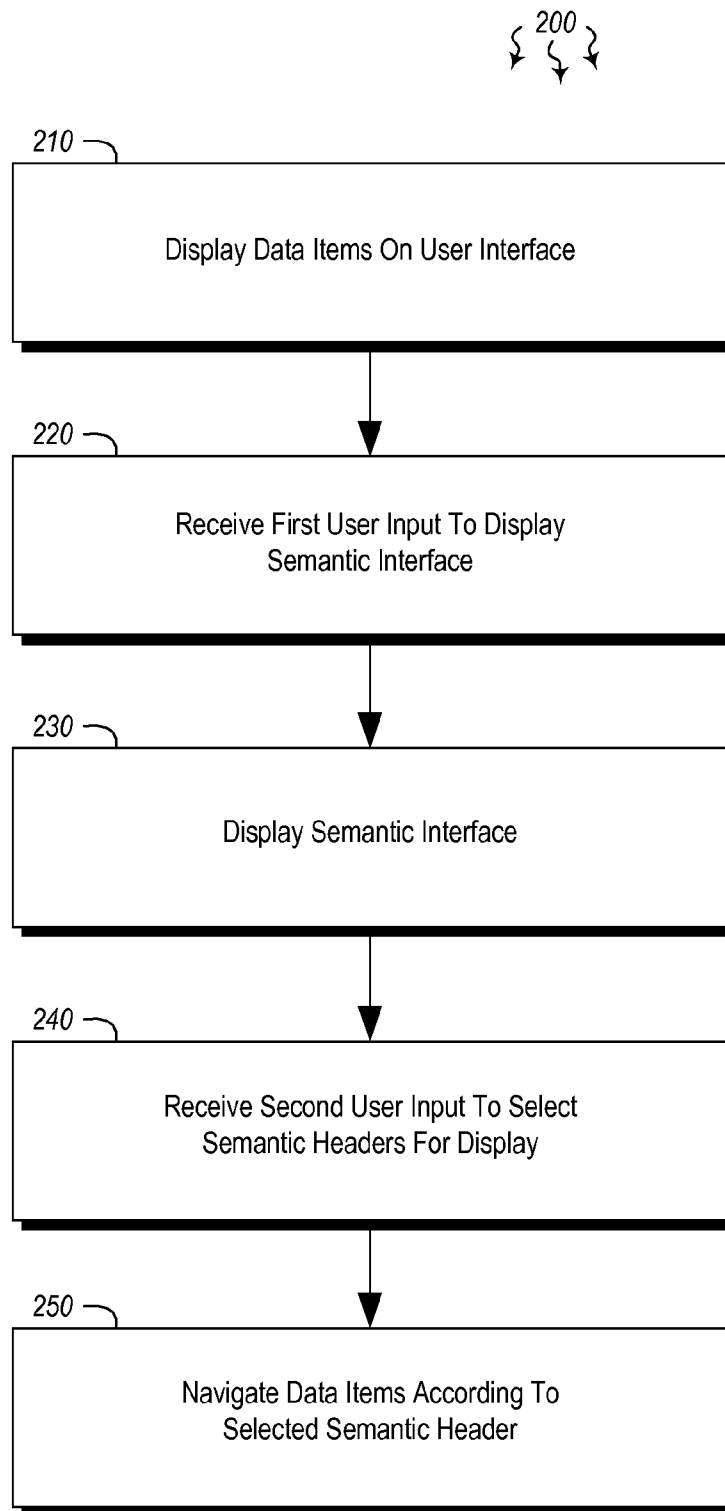 200
210
Display Data Items On User Interface
220
Receive First User Input To Display
Semantic Interface
230
Display Semantic Interface
240
Receive Second User Input To Select
Semantic Headers For Display
250
Navigate Data Items According To
Selected Semantic Header